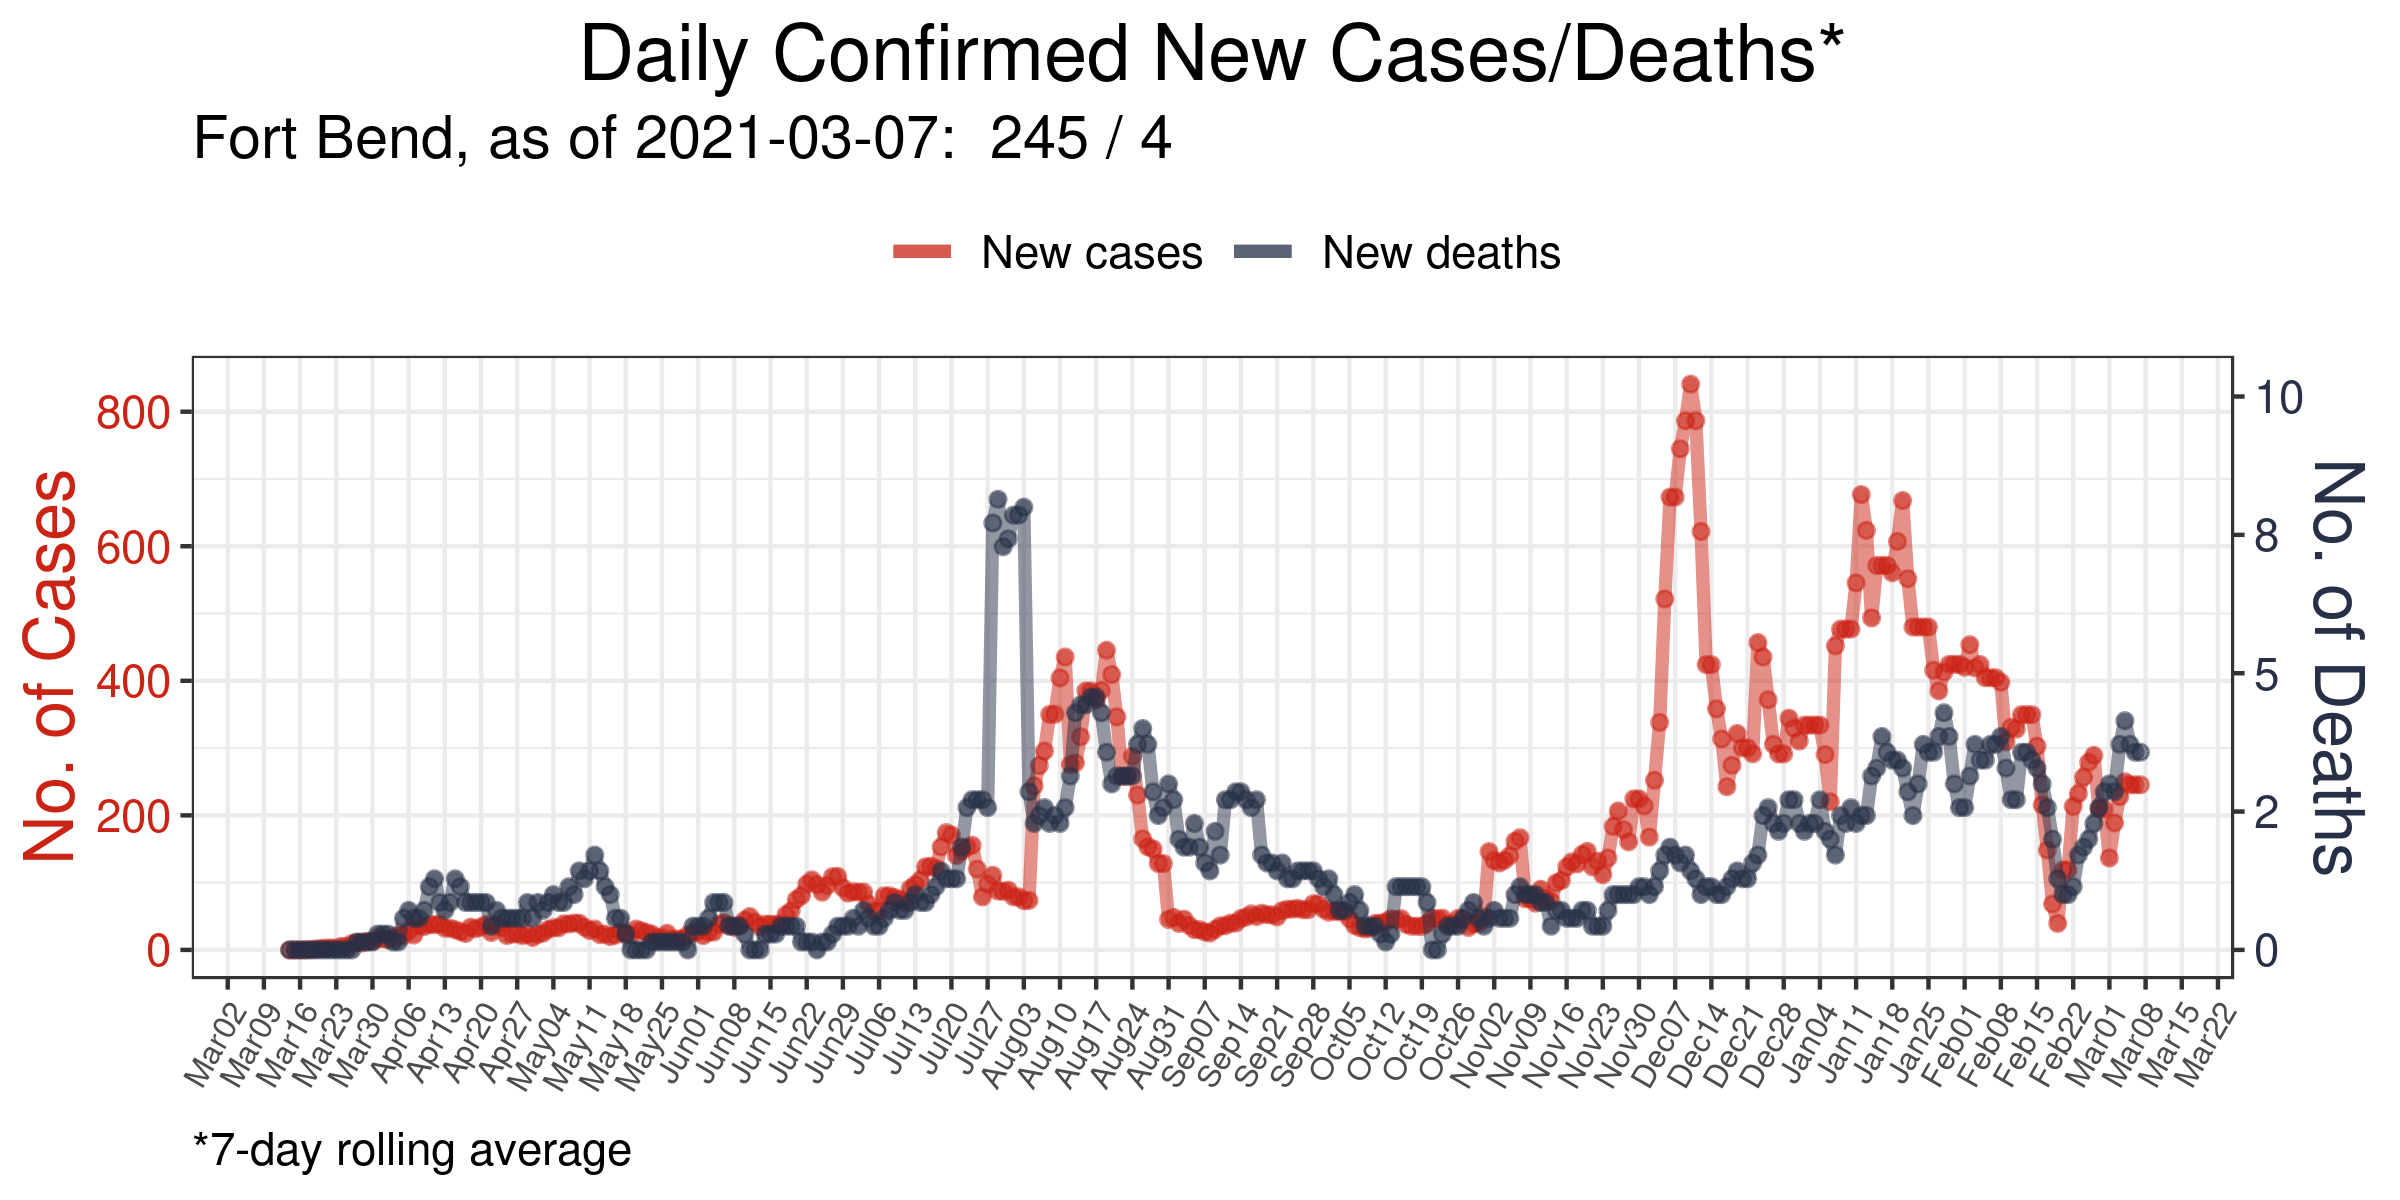 Daily Confirmed New Cases/Deaths*
Fort Bend, as of 2021-03-07:  245 / 4
New cases
New deaths
No. of Cases
800
600
400
200
0
10
8
5
2
0
No. of Deaths
Mar02
Mar09
Mar16
Mar23
Mar30
Apr06
Apr13
Apr20
Apr27
May04
May11
May18
May25
Jun01
Jun08
Jun15
Jun22
Jun29
Jul06
Jul13
Jul20
Jul27
Aug03
Aug10
Aug17
Aug24
Aug31
Sep07
Sep14
Sep21
Sep28
Oct05
Oct12
Oct19
Oct26
Nov02
Nov09
Nov16
Nov23
Nov30
Dec07
Dec14
Dec21
Dec28
Jan04
Jan11
Jan18
Jan25
Feb01
Feb08
Feb15
Feb22
Mar01
Mar08
Mar15
Mar22
*7-day rolling average